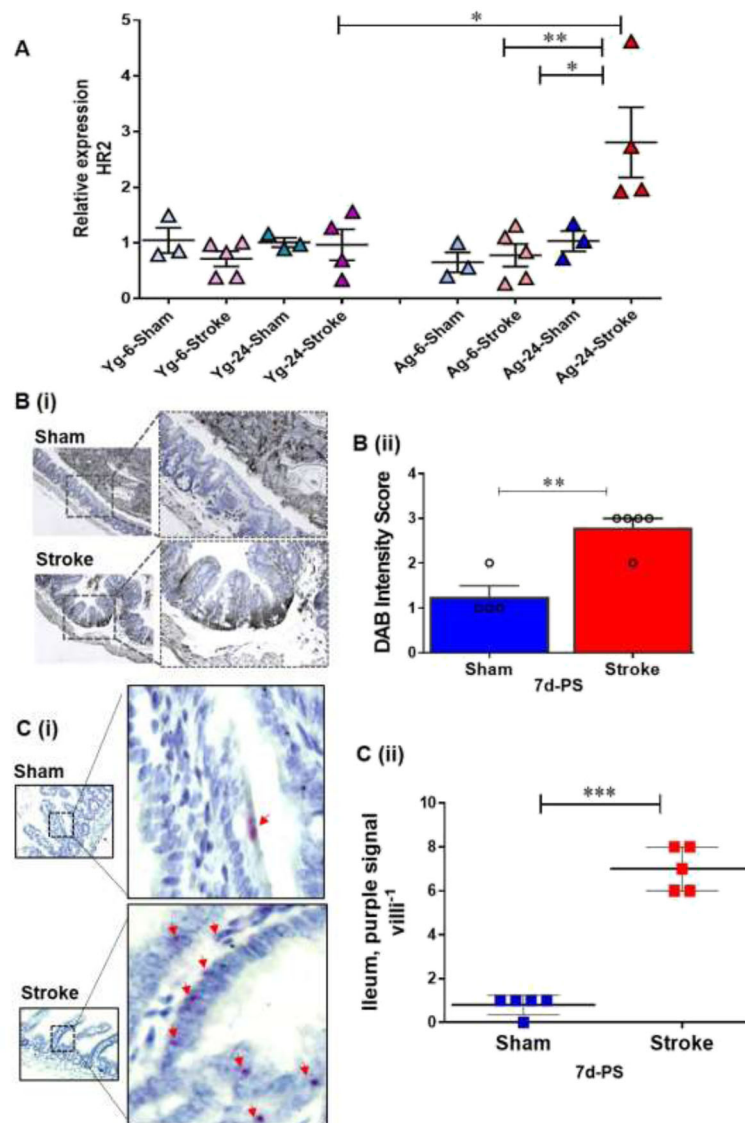 A
Relative expression
HR2
5
4
3
2
1
0
*
**
*
Yg-6-Sham
Yg-6-Stroke
Yg-24-Sham
Yg-24-Stroke
Ag-6-Sham
Ag-6-Stroke
Ag-24-Sham
Ag-24-Stroke
B (i)
Sham
Stroke
B (ii)
DAB Intensity Score
4
3
2
1
0
**
Sham Stroke
7d-PS
C (i)
Sham
Stroke
C (ii)
Ileum, purple signal
villi-1
10
8
6
4
2
0
***
Sham Stroke
7d-PS